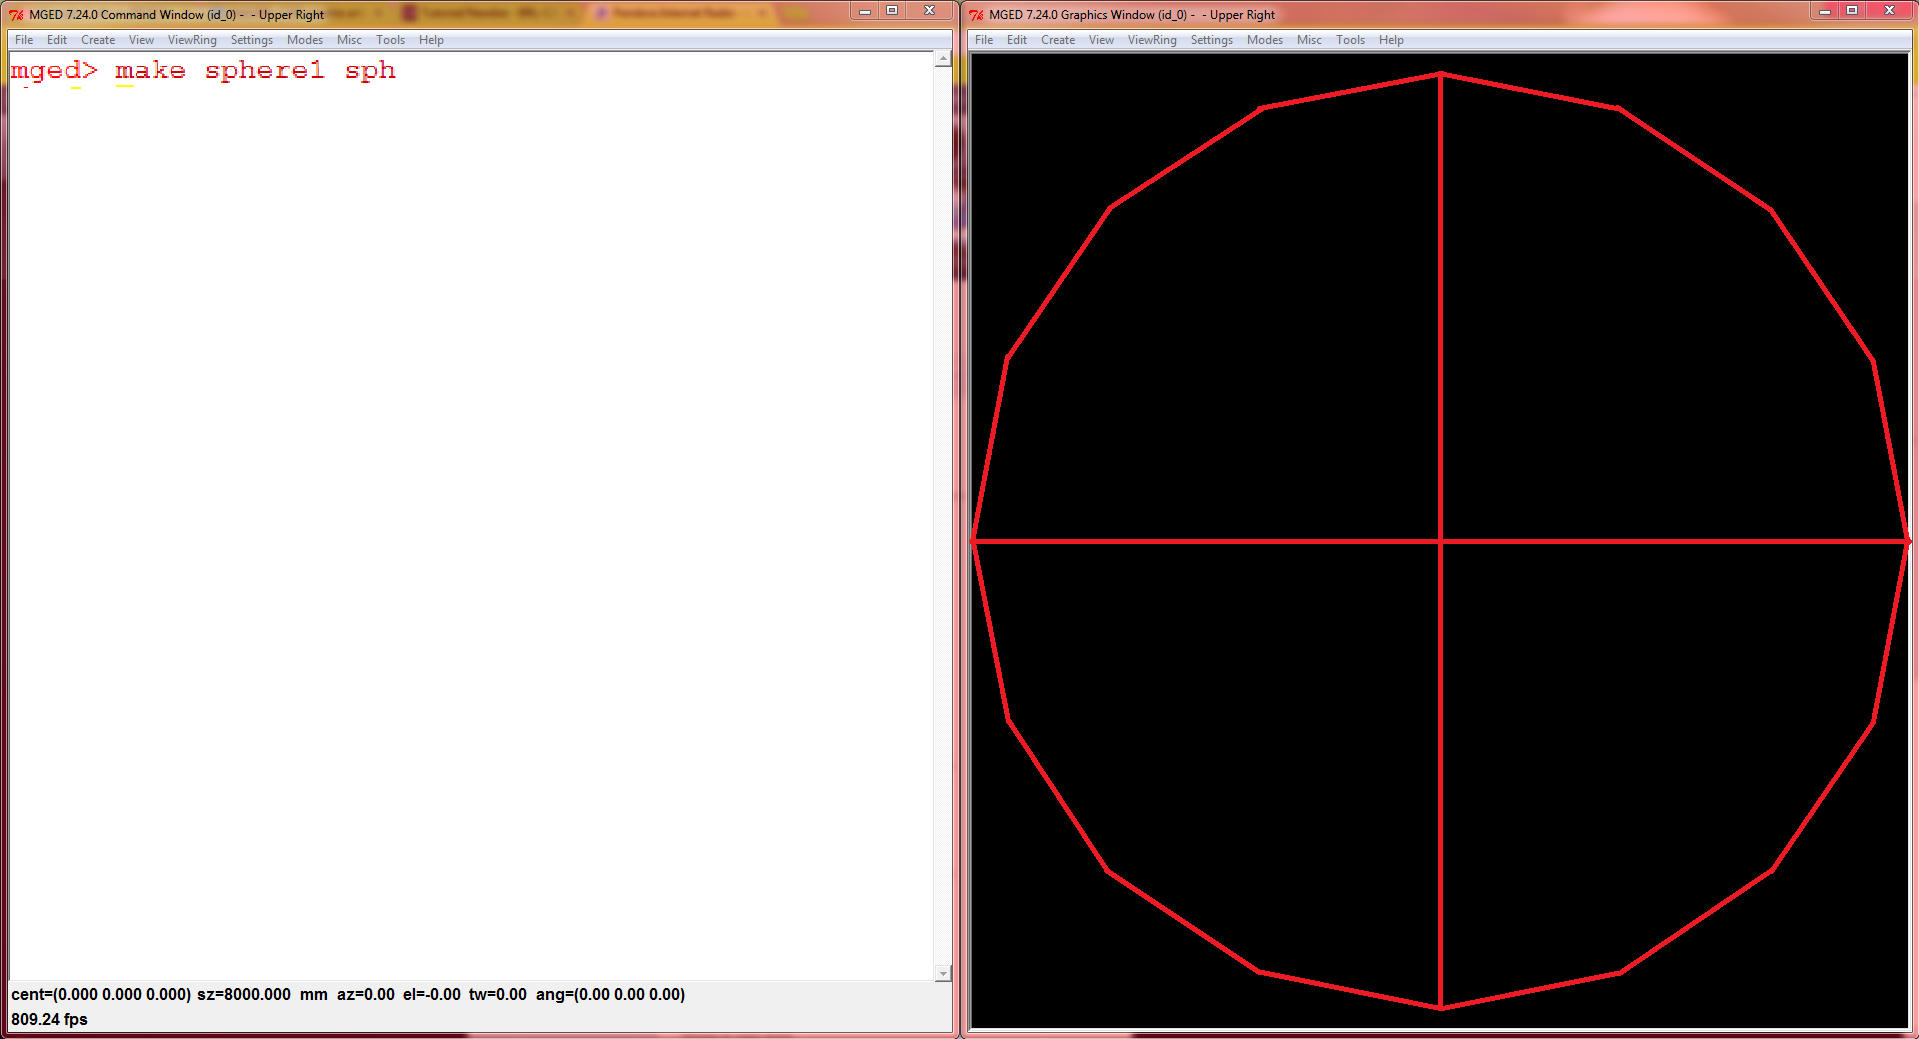 MGED 7.24.0 Command Window (id_0) - - Upper Right
File Edit Create View ViewRing Settings Modes Misc Tools Help
mged> make sphere1 sph
cent=(0.000 0.000 0.000) sz=8000.000 mm az=0.00 el=-0.00 tw=0.00 ang=(0.00 0.00 0.00)
809.24 fps
MGED 7.24.0 Graphics Window (id_0) - - Upper Right
File Edit Create View ViewRing Settings Modes Misc Tools Help